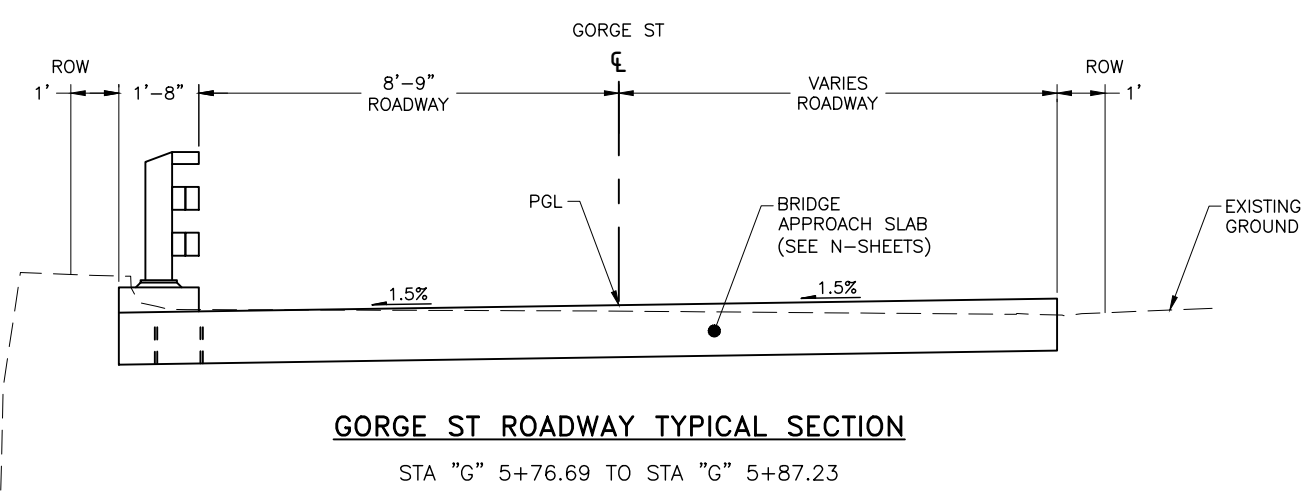 GORGE ST
℄
ROW
1'
1'-8"
8'-9"
ROADWAY
VARIES
ROADWAY
ROW
1'
PGL
BRIDGE
APPROACH SLAB
(SEE N-SHEETS)
EXISTING
GROUND
1.5%
1.5%
GORGE ST ROADWAY TYPICAL SECTION
STA "G" 5+76.69 TO STA "G" 5+87.23